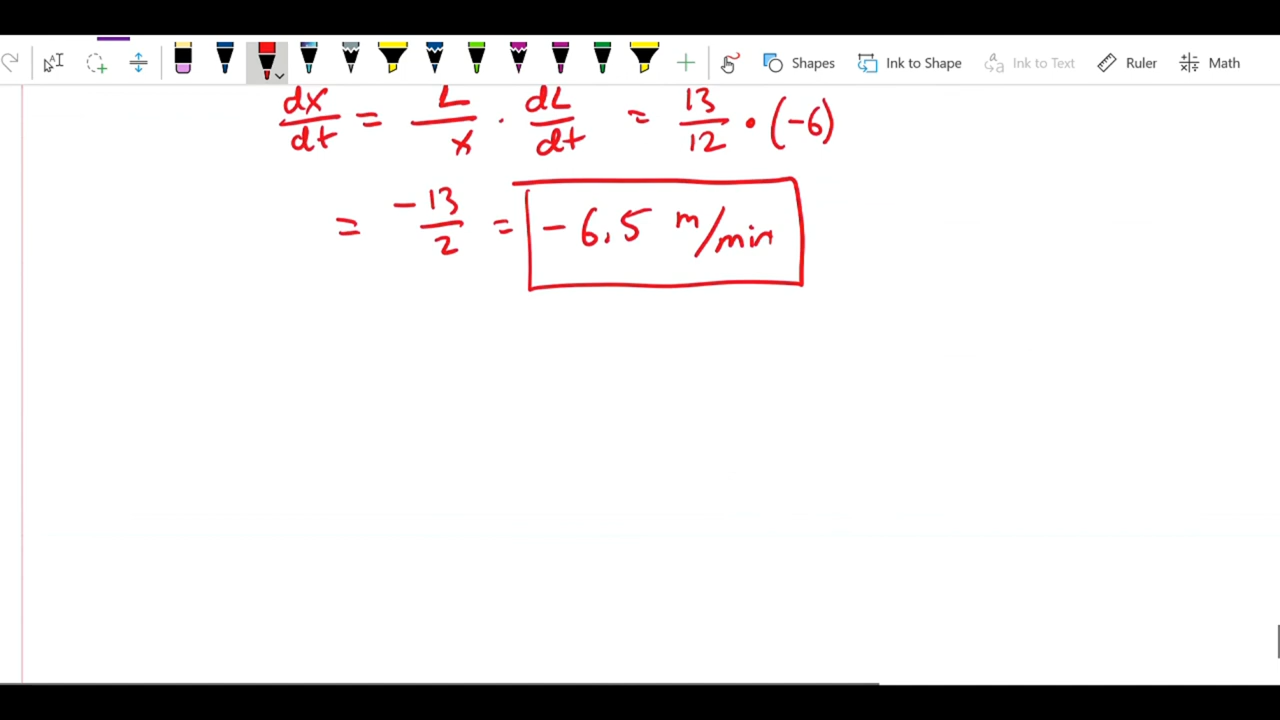 Shapes Ink to Shape Ink to Text Ruler Math
dx/dt = L/x · dL/dt = 13/12 • (-6)
= -13/2 = -6.5 m/min